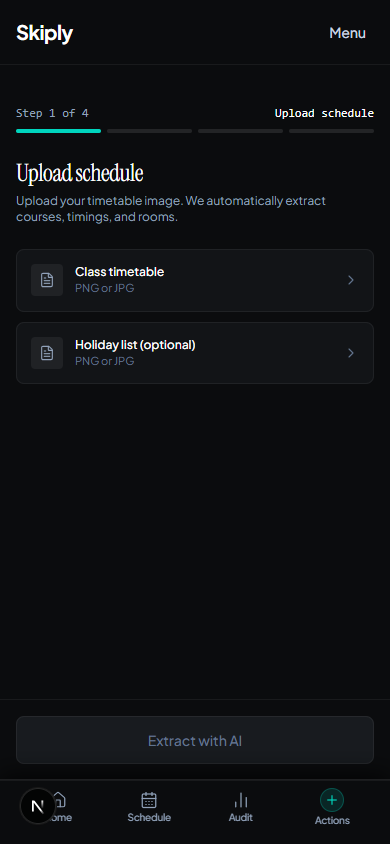 Skiply
Menu
Step 1 of 4
Upload schedule
Upload schedule
Upload your timetable image. We automatically extract
courses, timings, and rooms.
Class timetable
PNG or JPG
Holiday list (optional)
PNG or JPG
Extract with AI
N
ome
Schedule
Audit
Actions